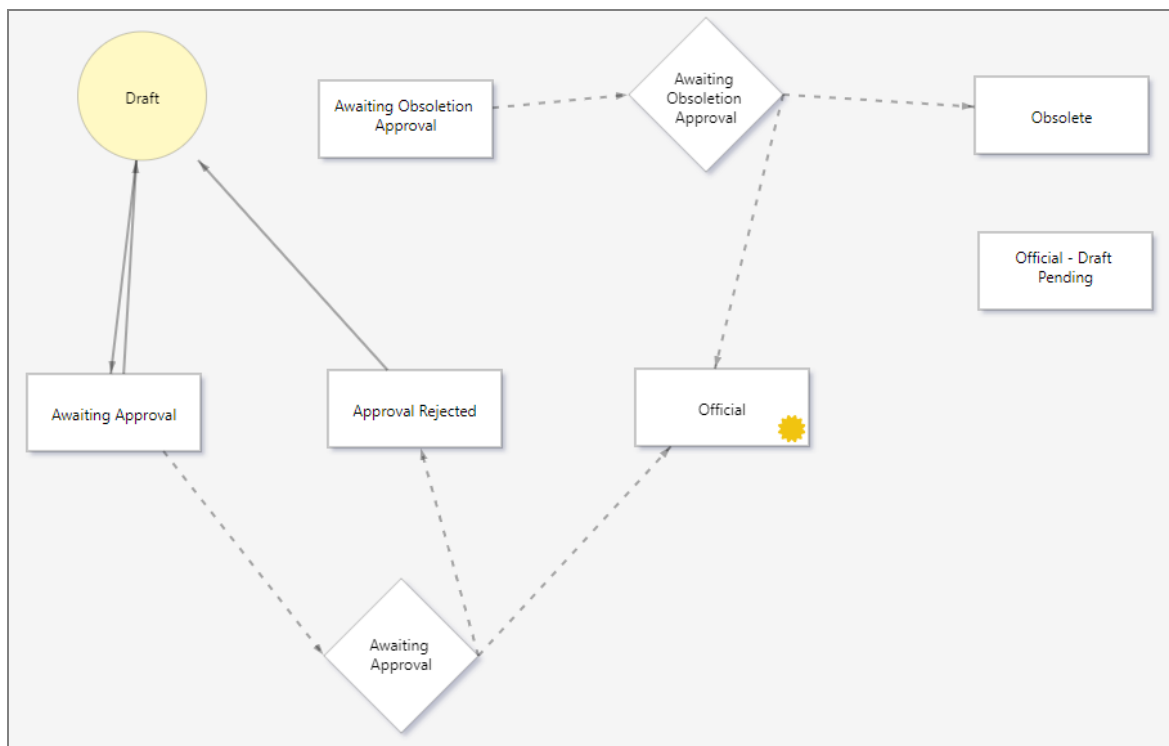 Draft
Awaiting Obsoletion
Approval
Awaiting
Obsoletion
Approval
Obsolete
Official - Draft
Pending
Awaiting Approval
Approval Rejected
Official
Awaiting
Approval